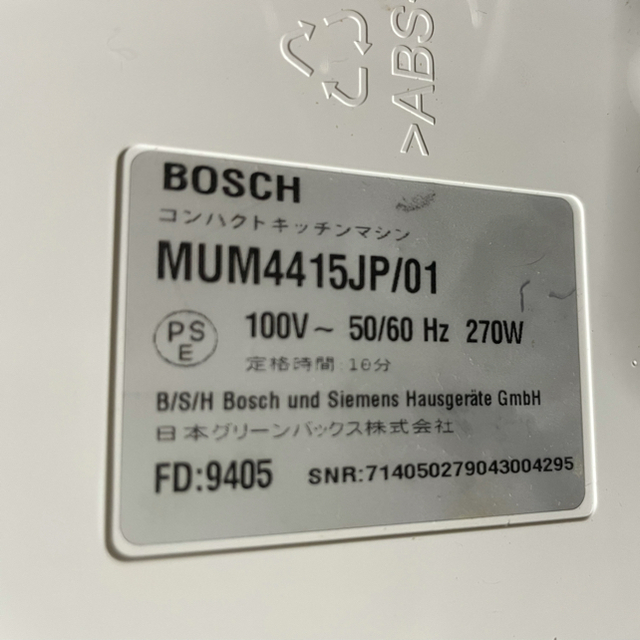 >ABS
BOSCH
コンパクトキッチンマシン
MUM4415JP/01
PS
E
100V~ 50/60 Hz 270W
定格時間:10分
B/S/H Bosch und Siemens Hausgeräte GmbH
日本グリーンパックス株式会社
FD:9405 SNR:714050279043004295